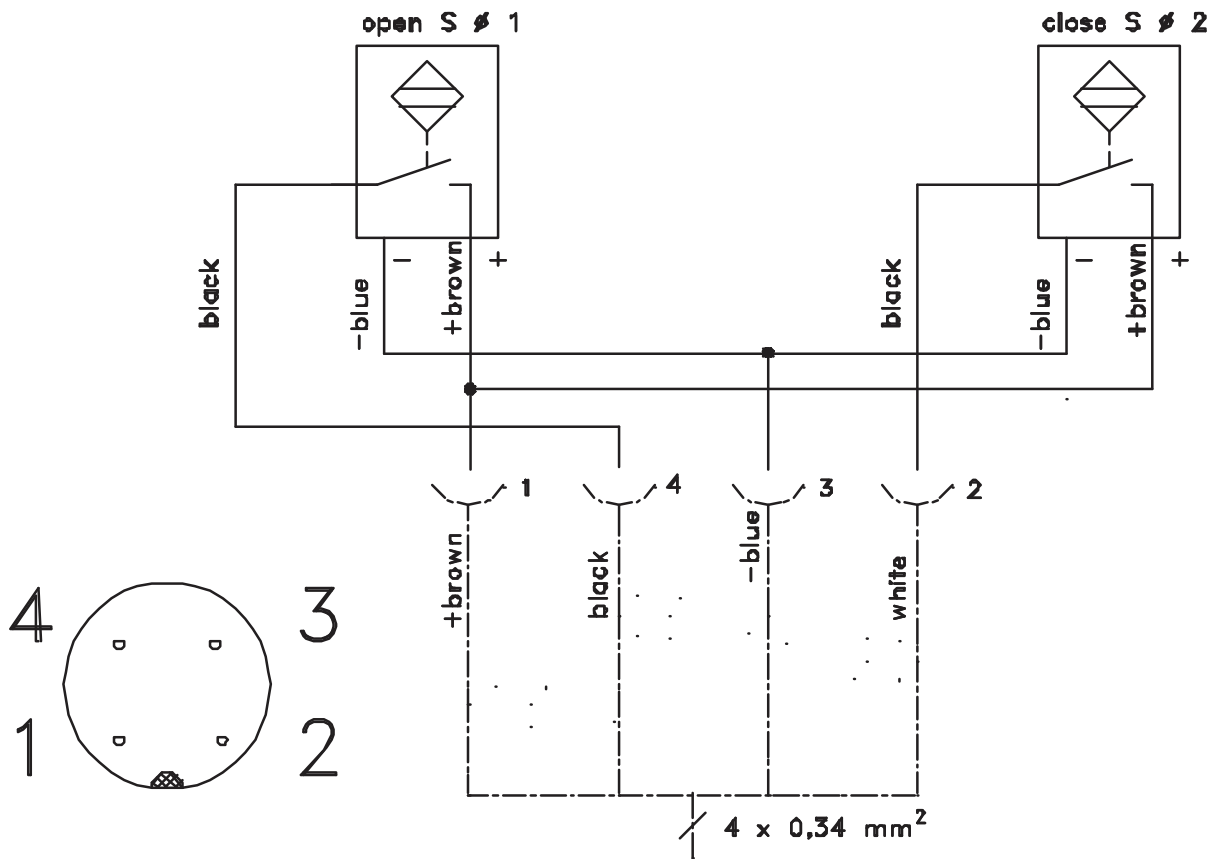 open S ø 1
close S ø 2
black
-blue
- +
+brown
black
-blue
- +
+brown
1
4
3
2
+brown
black
-blue
white
4
3
1
2
4 x 0,34 mm²